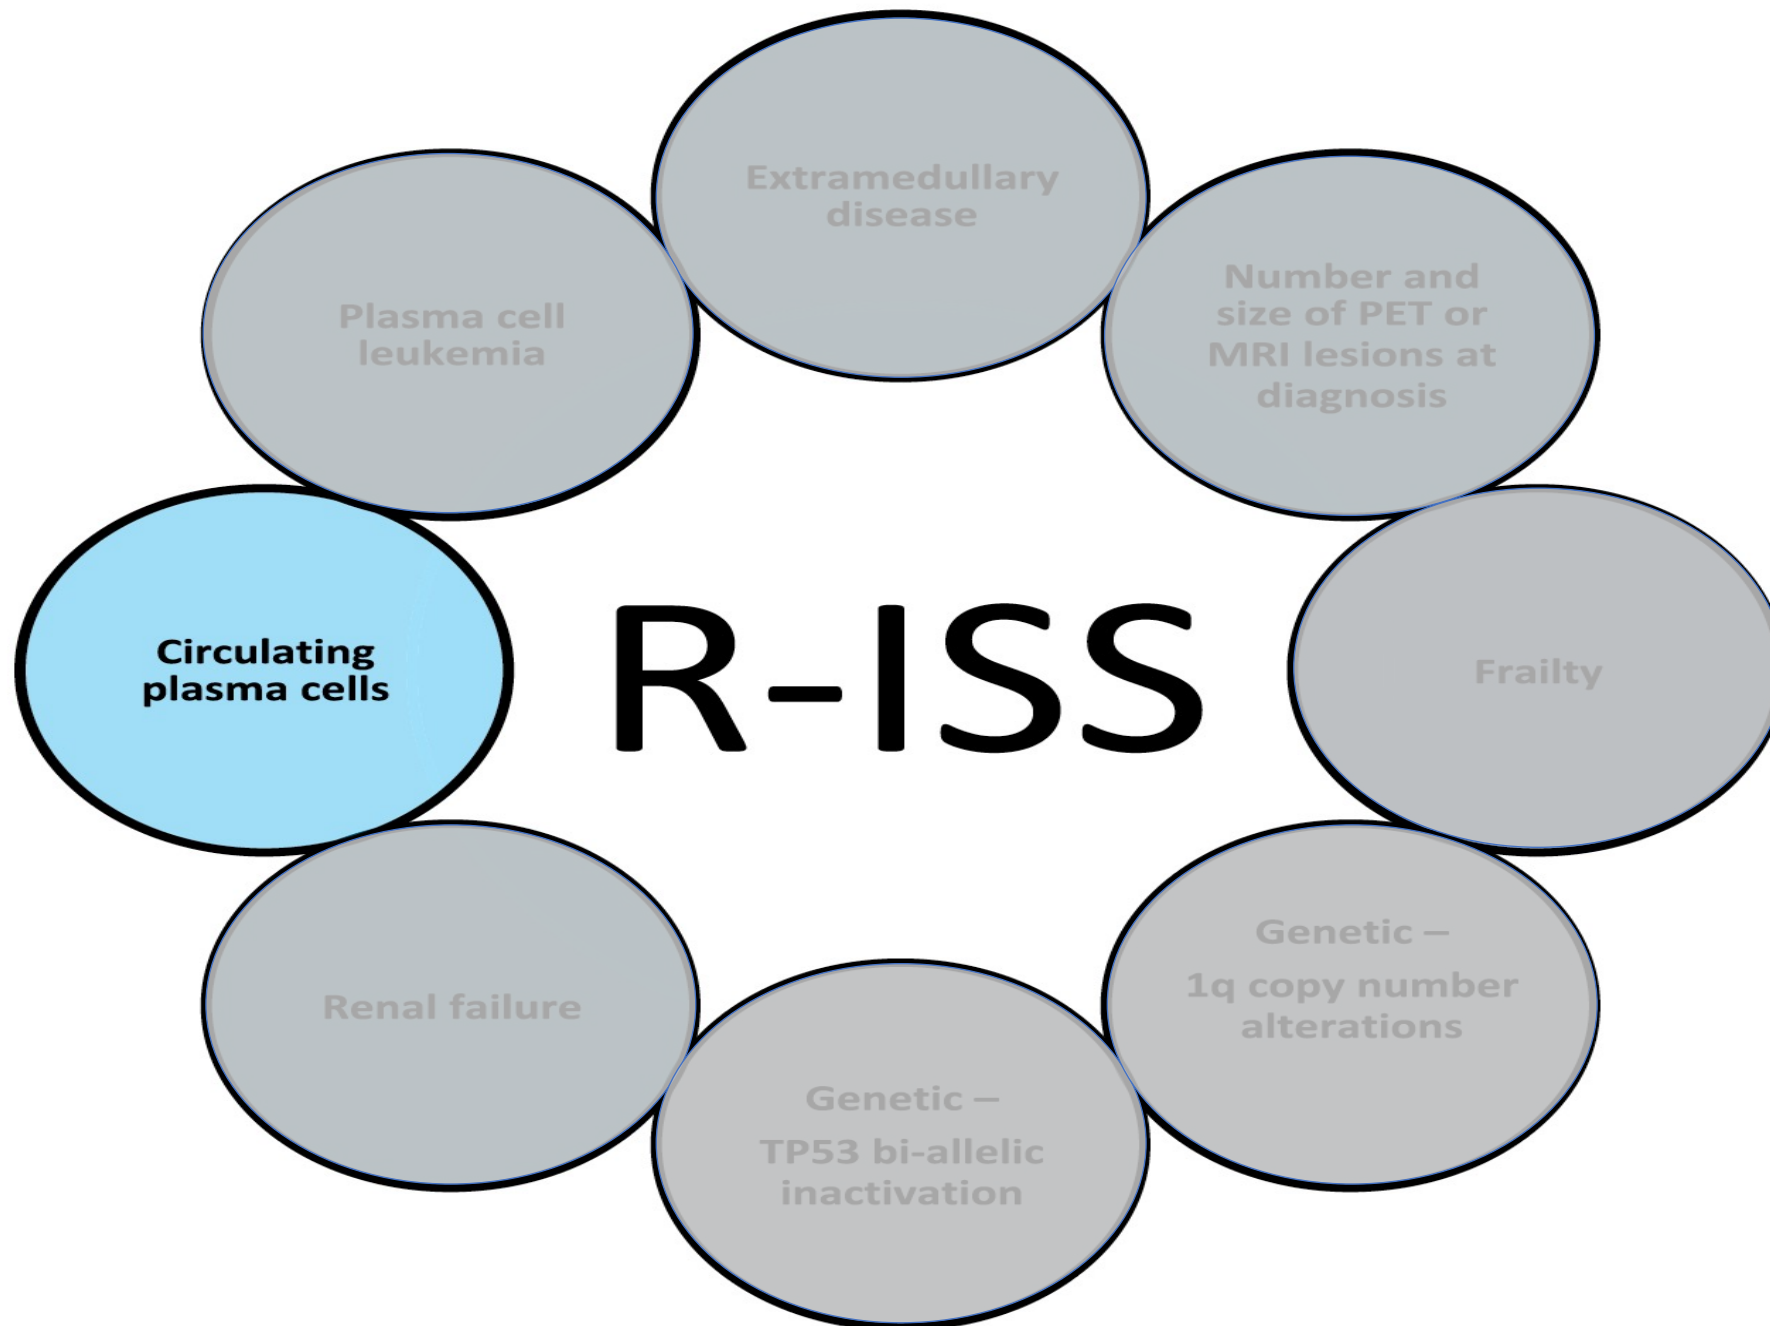 Extramedullary
disease
Number and
size of PET or
MRI lesions at
diagnosis
Plasma cell
leukemia
Circulating
plasma cells
R-ISS
Frailty
Renal failure
Genetic –
1q copy number
alterations
Genetic –
TP53 bi-allelic
inactivation